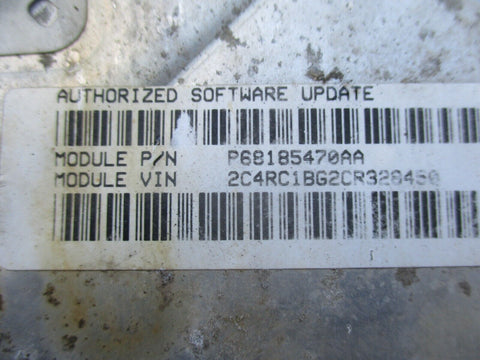 AUTHORIZED SOFTWARE UPDATE
MODULE P/N P68185470AA
MODULE VIN 2C4RC1BG2CR328450